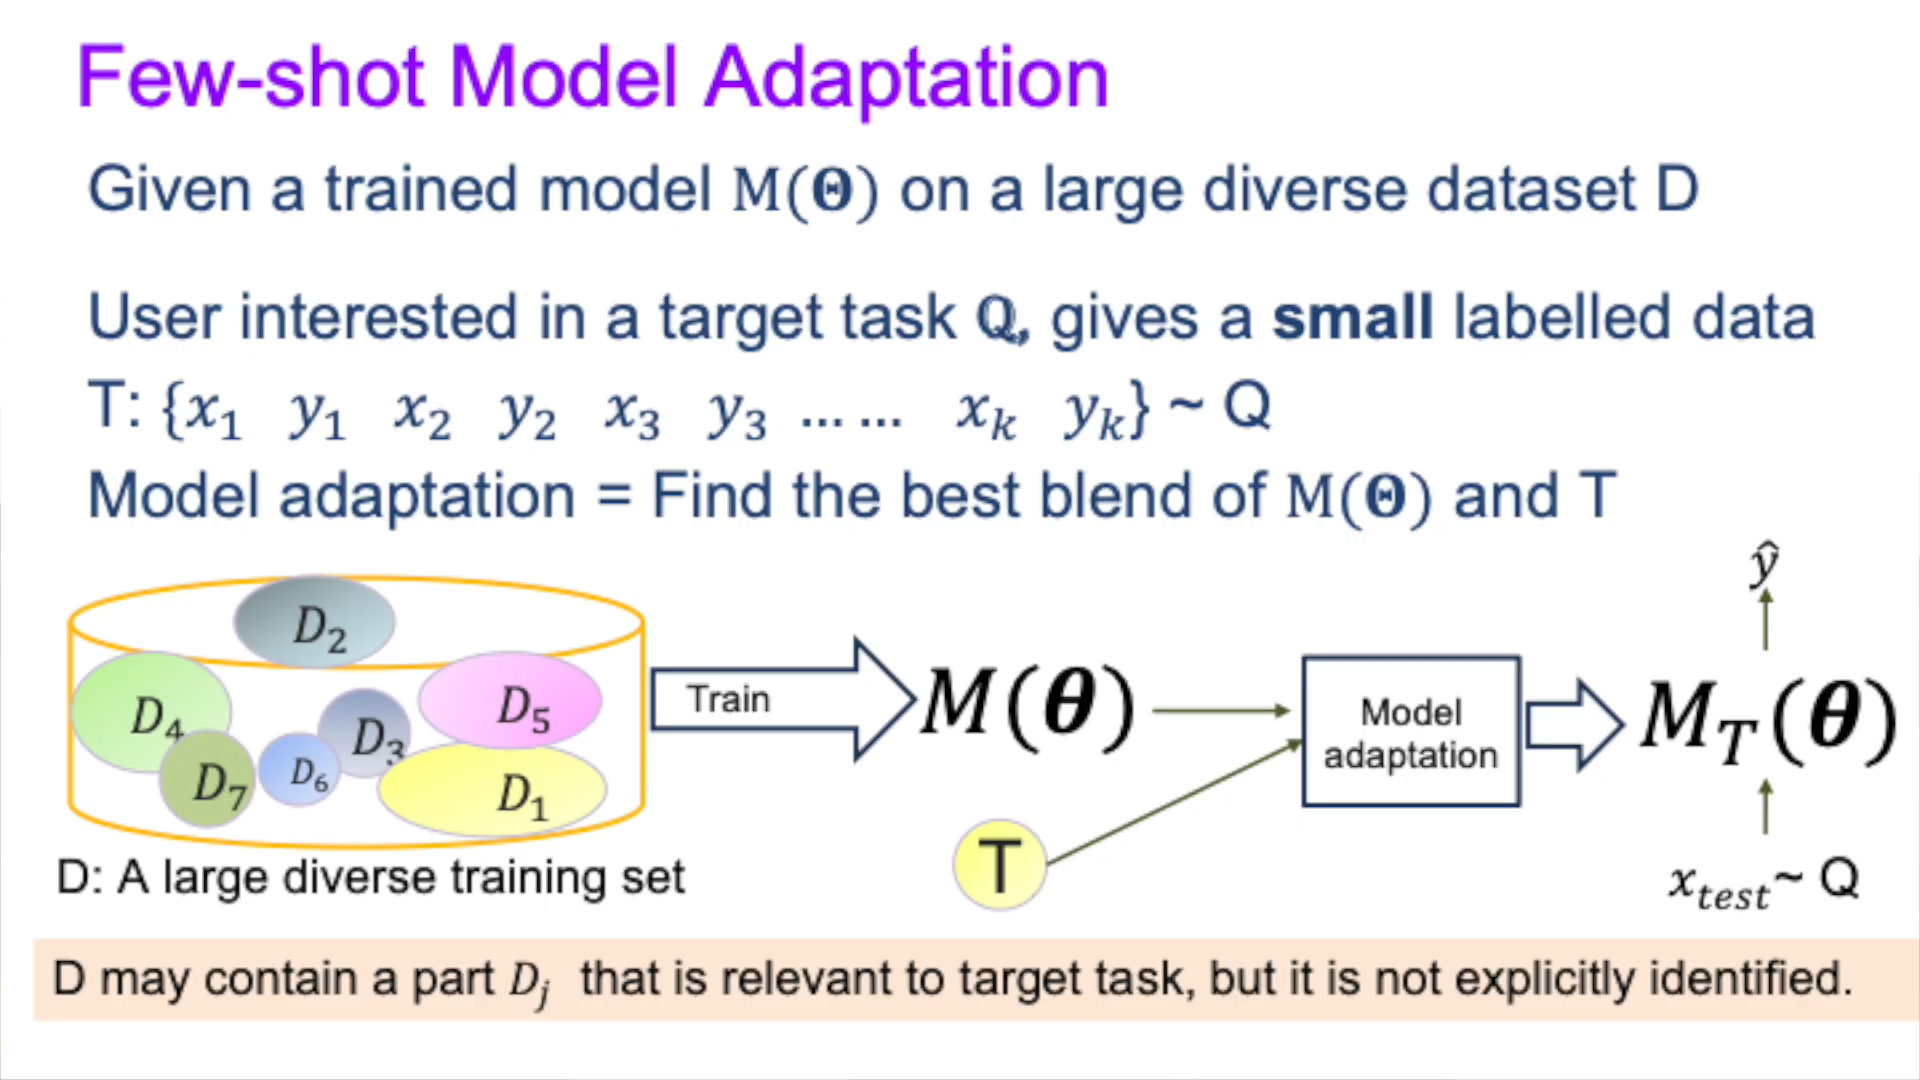 Few-shot Model Adaptation
Given a trained model M(Θ) on a large diverse dataset D
User interested in a target task Q, gives a small labelled data
T: {x₁ y₁ x₂ y₂ x₃ y₃ ... ... xₖ yₖ} ~ Q
Model adaptation = Find the best blend of M(Θ) and T
D₂
D₄
D₇
D₆
D₃
D₅
D₁
D: A large diverse training set
Train
M(θ)
T
Model
adaptation
ŷ
M_T(θ)
x_test ~ Q
D may contain a part Dⱼ that is relevant to target task, but it is not explicitly identified.